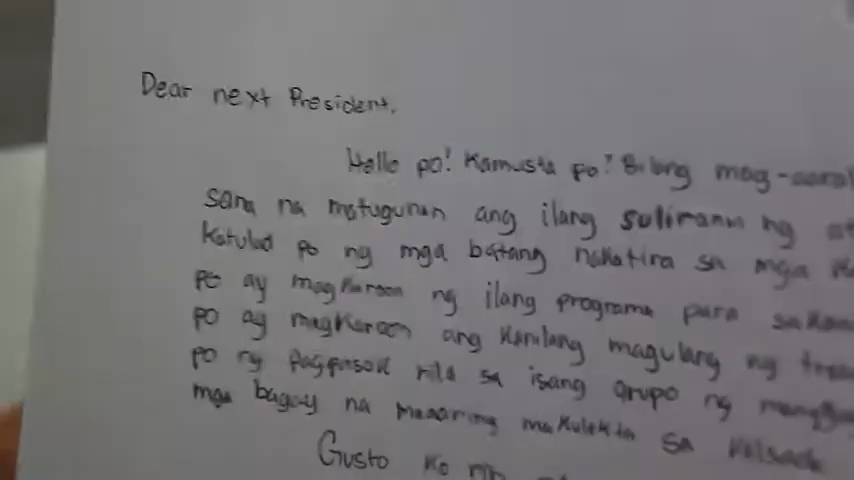 Dear next President,
Hello po! Kamusta po? Bilang mag-aaral
sana na matugunan ang ilang suliranin ng
Katulad po ng mga batang nakatira sa mga
po ay magkaroon ng ilang programa para
po ay magkaroon ang kanilang magulang ng
po ng pagpasok nila sa isang grupo ng
mga bagay na maaaring makulekta sa
Gusto ko rin